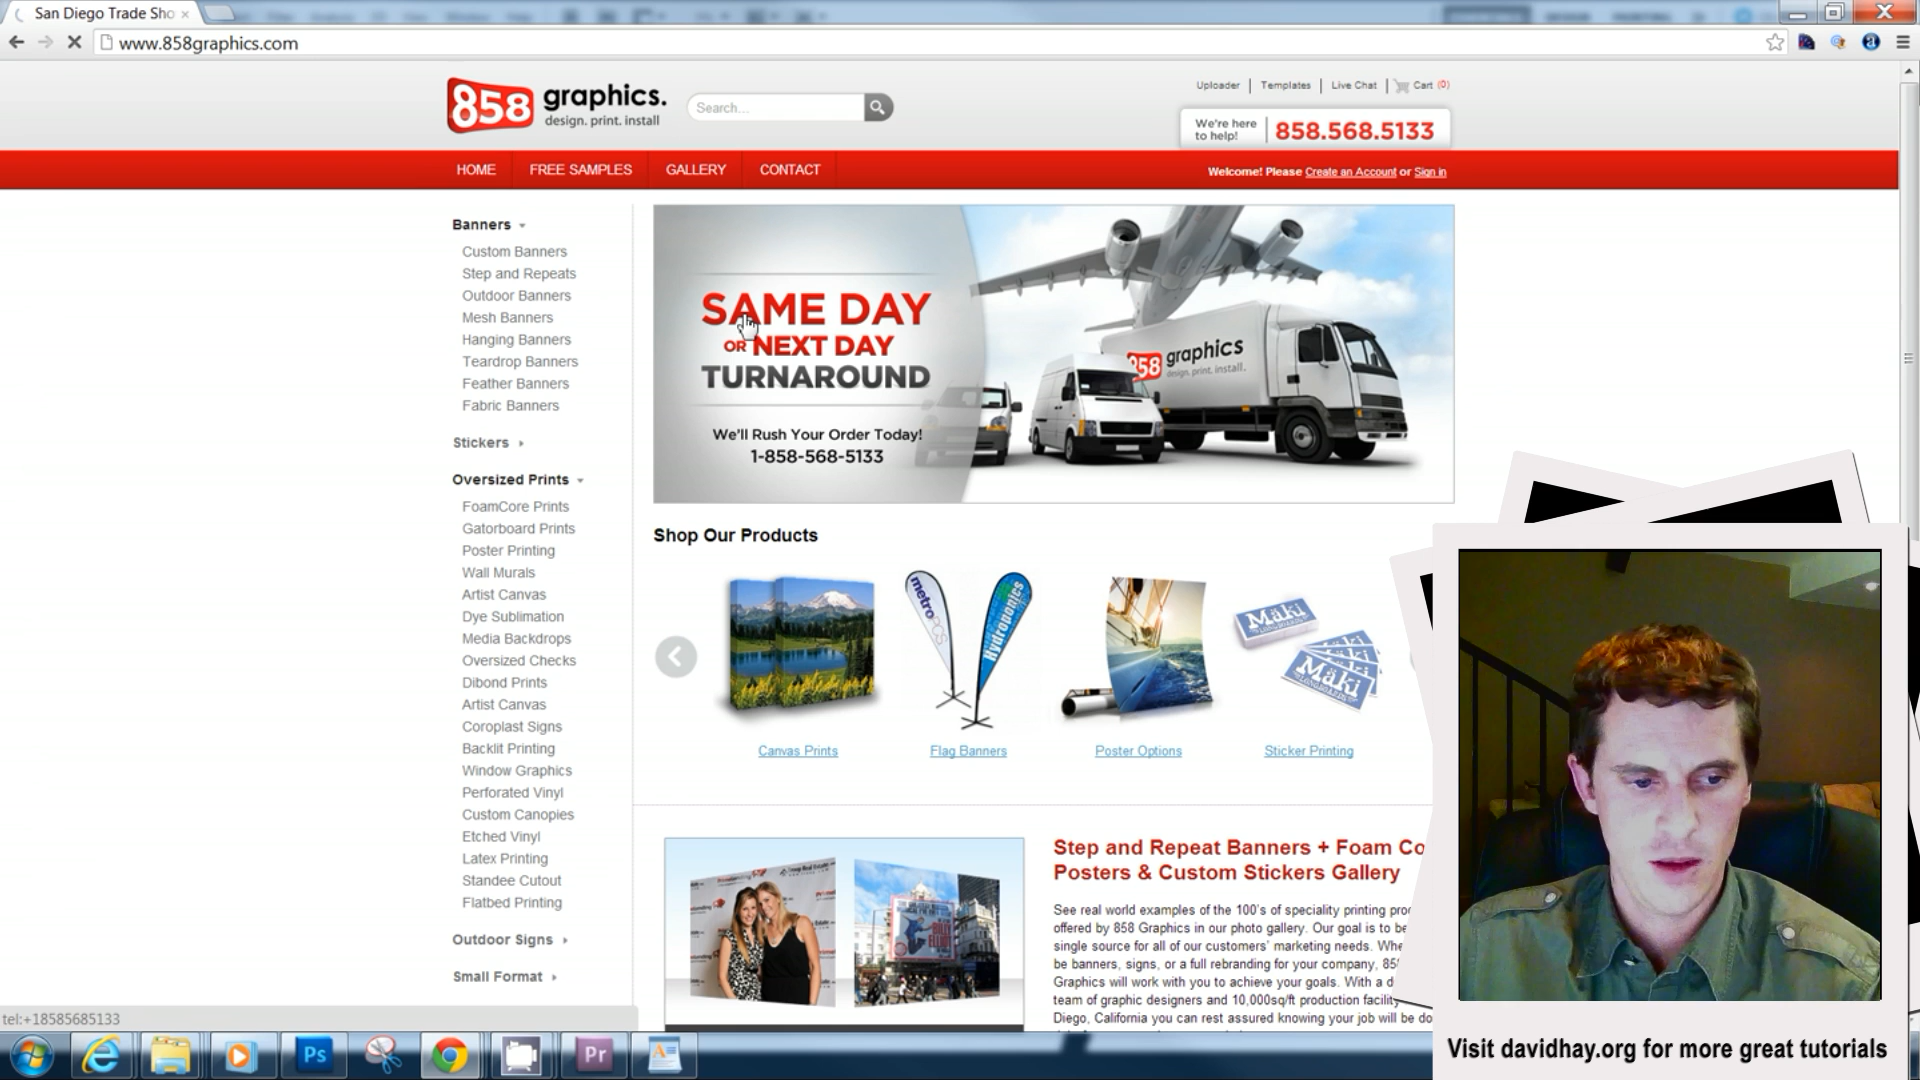 San Diego Trade Sho
www.858graphics.com
858 graphics.
design. print. install
Search...
Uploader | Templates | Live Chat | Cart (0)
We're here
to help!
858.568.5133
HOME
FREE SAMPLES
GALLERY
CONTACT
Welcome! Please Create an Account or Sign in
Banners
Custom Banners
Step and Repeats
Outdoor Banners
Mesh Banners
Hanging Banners
Teardrop Banners
Feather Banners
Fabric Banners
Stickers
Oversized Prints
FoamCore Prints
Gatorboard Prints
Poster Printing
Wall Murals
Artist Canvas
Dye Sublimation
Media Backdrops
Oversized Checks
Dibond Prints
Artist Canvas
Coroplast Signs
Backlit Printing
Window Graphics
Perforated Vinyl
Custom Canopies
Etched Vinyl
Latex Printing
Standee Cutout
Flatbed Printing
Outdoor Signs
Small Format
SAME DAY
OR NEXT DAY
TURNAROUND
We'll Rush Your Order Today!
1-858-568-5133
858 graphics
design. print. install.
Shop Our Products
metroPCS
Hydroponics
Mäki
Mäki
Mäki
Canvas Prints
Flag Banners
Poster Options
Sticker Printing
Step and Repeat Banners + Foam Co
Posters & Custom Stickers Gallery
See real world examples of the 100's of speciality printing pro
offered by 858 Graphics in our photo gallery. Our goal is to be
single source for all of our customers' marketing needs. Whe
be banners, signs, or a full rebranding for your company, 85
Graphics will work with you to achieve your goals. With a d
team of graphic designers and 10,000sq/ft production facility
Diego, California you can rest assured knowing your job will be do
tel:+18585685133
Ps
Pr
Visit davidhay.org for more great tutorials